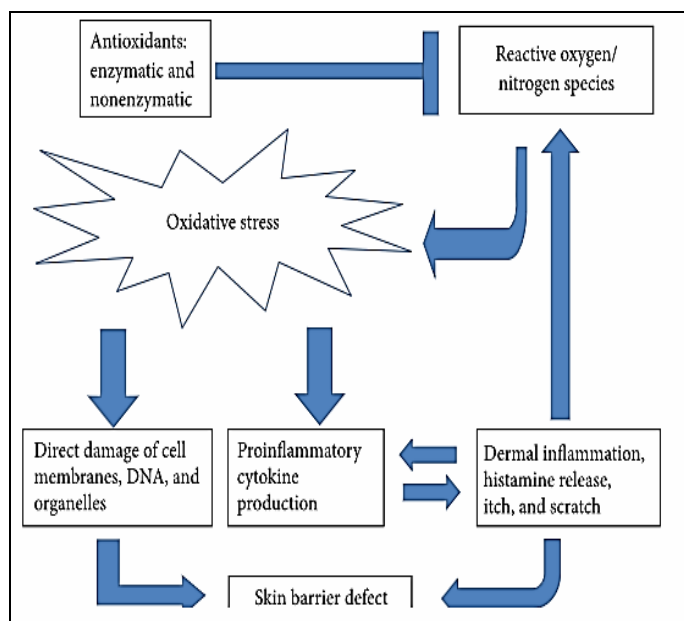 Antioxidants:
enzymatic and
nonenzymatic
Reactive oxygen/
nitrogen species
Oxidative stress
Direct damage of cell
membranes, DNA, and
organelles
Proinflammatory
cytokine
production
Dermal inflammation,
histamine release,
itch, and scratch
Skin barrier defect